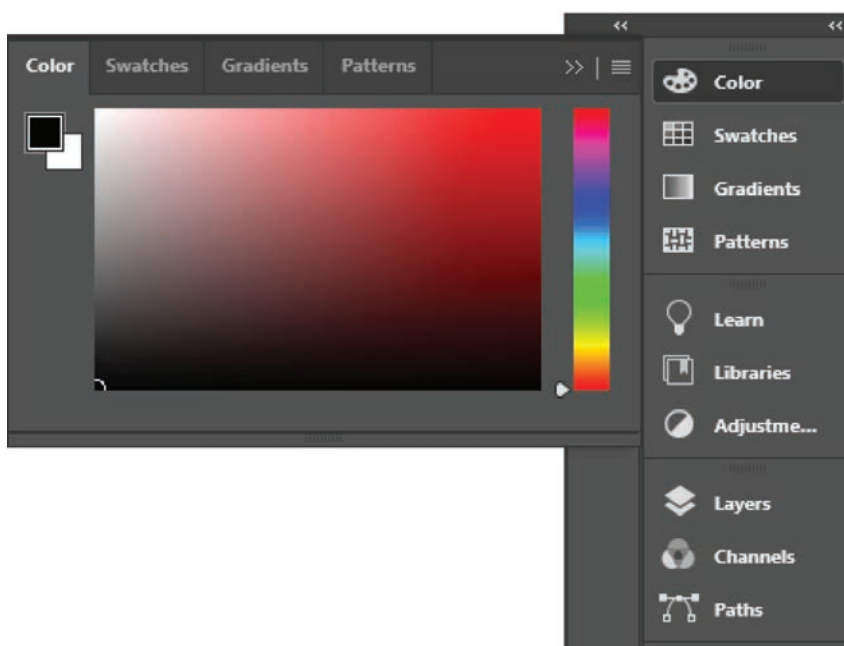 Color Swatches Gradients Patterns
Color
Swatches
Gradients
Patterns
Learn
Libraries
Adjustme...
Layers
Channels
Paths